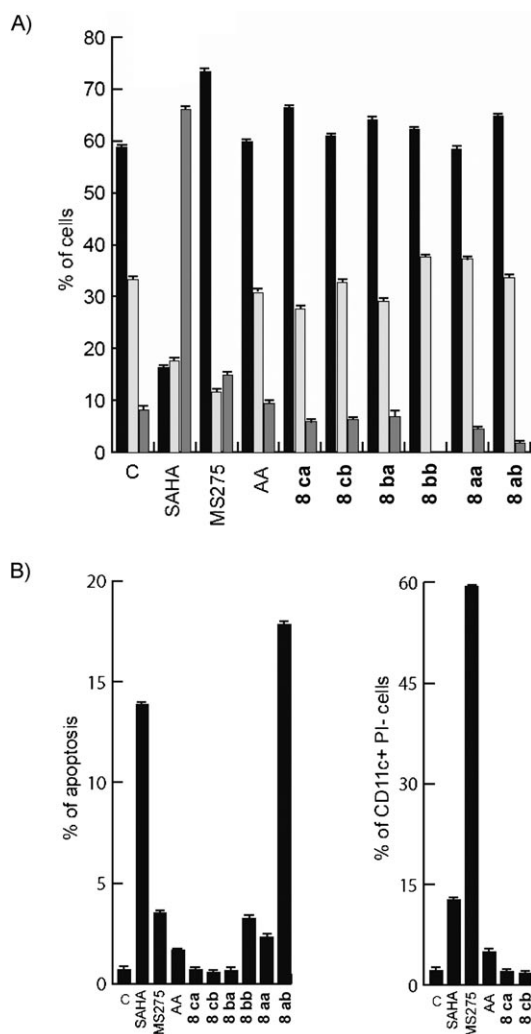 A)
% of cells
80
70
60
50
40
30
20
10
0
C
SAHA
MS275
AA
8 ca
8 cb
8 ba
8 bb
8 aa
8 ab
B)
% of apoptosis
20
15
10
5
0
C
SAHA
MS275
AA
8 ca
8 cb
8 ba
8 bb
8 aa
8 ab
% of CD11c+ PI- cells
60
45
30
15
0
C
SAHA
MS275
AA
8 ca
8 cb